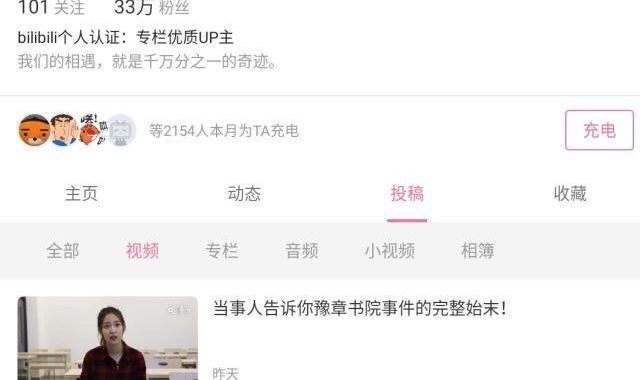 101 关注 33万 粉丝
bilibili个人认证：专栏优质UP主
我们的相遇，就是千万分之一的奇迹。
等2154人本月为TA充电
充电
主页 动态 投稿 收藏
全部 视频 专栏 音频 小视频 相簿
当事人告诉你豫章书院事件的完整始末！
昨天